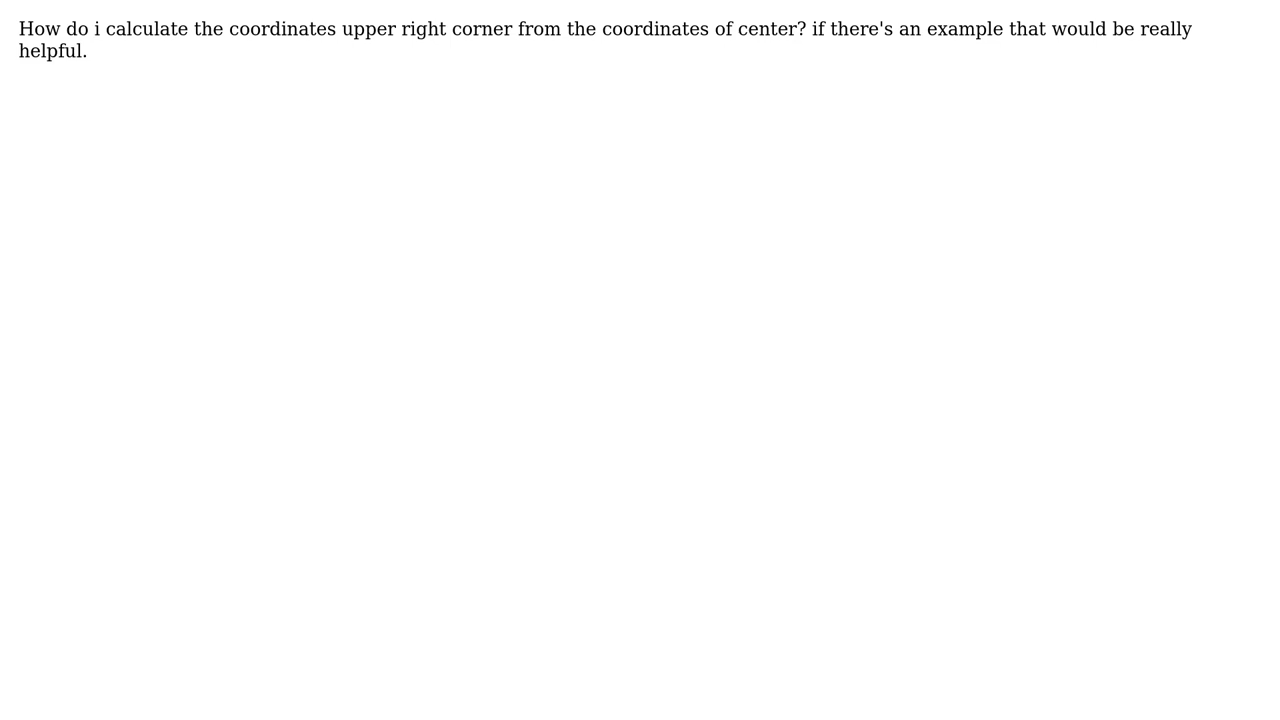 How do i calculate the coordinates upper right corner from the coordinates of center? if there's an example that would be really
helpful.